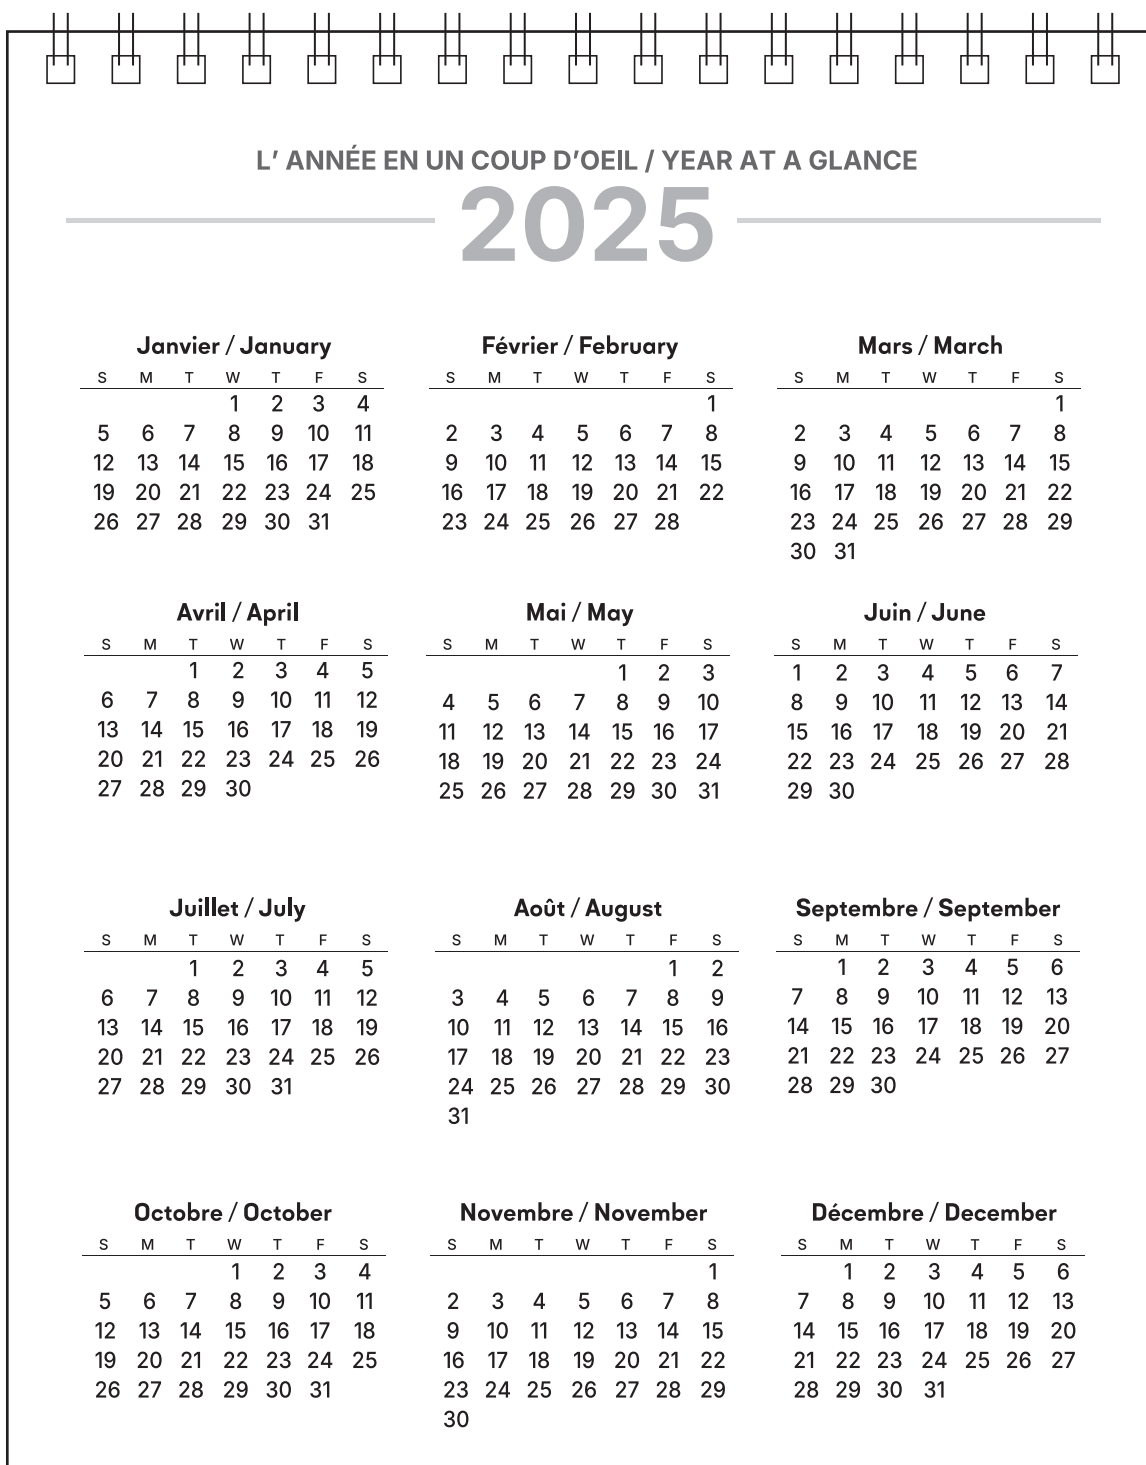 L' ANNÉE EN UN COUP D'OEIL / YEAR AT A GLANCE
2025
Janvier / January
S M T W T F S
1 2 3 4
5 6 7 8 9 10 11
12 13 14 15 16 17 18
19 20 21 22 23 24 25
26 27 28 29 30 31
Février / February
S M T W T F S
1
2 3 4 5 6 7 8
9 10 11 12 13 14 15
16 17 18 19 20 21 22
23 24 25 26 27 28
Mars / March
S M T W T F S
1
2 3 4 5 6 7 8
9 10 11 12 13 14 15
16 17 18 19 20 21 22
23 24 25 26 27 28 29
30 31
Avril / April
S M T W T F S
1 2 3 4 5
6 7 8 9 10 11 12
13 14 15 16 17 18 19
20 21 22 23 24 25 26
27 28 29 30
Mai / May
S M T W T F S
1 2 3
4 5 6 7 8 9 10
11 12 13 14 15 16 17
18 19 20 21 22 23 24
25 26 27 28 29 30 31
Juin / June
S M T W T F S
1 2 3 4 5 6 7
8 9 10 11 12 13 14
15 16 17 18 19 20 21
22 23 24 25 26 27 28
29 30
Juillet / July
S M T W T F S
1 2 3 4 5
6 7 8 9 10 11 12
13 14 15 16 17 18 19
20 21 22 23 24 25 26
27 28 29 30 31
Août / August
S M T W T F S
1 2
3 4 5 6 7 8 9
10 11 12 13 14 15 16
17 18 19 20 21 22 23
24 25 26 27 28 29 30
31
Septembre / September
S M T W T F S
1 2 3 4 5 6
7 8 9 10 11 12 13
14 15 16 17 18 19 20
21 22 23 24 25 26 27
28 29 30
Octobre / October
S M T W T F S
1 2 3 4
5 6 7 8 9 10 11
12 13 14 15 16 17 18
19 20 21 22 23 24 25
26 27 28 29 30 31
Novembre / November
S M T W T F S
1
2 3 4 5 6 7 8
9 10 11 12 13 14 15
16 17 18 19 20 21 22
23 24 25 26 27 28 29
30
Décembre / December
S M T W T F S
1 2 3 4 5 6
7 8 9 10 11 12 13
14 15 16 17 18 19 20
21 22 23 24 25 26 27
28 29 30 31